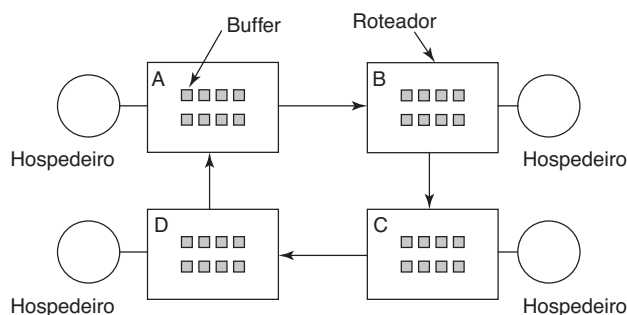 Buffer
Roteador
A
B
Hospedeiro
Hospedeiro
D
C
Hospedeiro
Hospedeiro